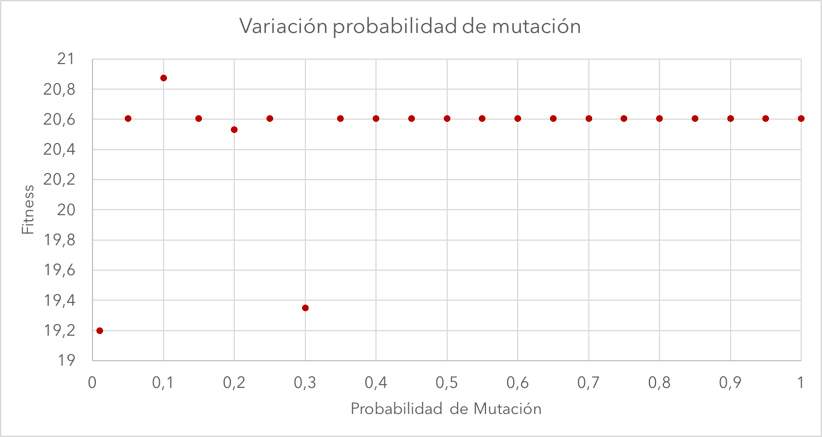 Variación probabilidad de mutación
21
20,8
20,6
20,4
20,2
20
19,8
19,6
19,4
19,2
19
Fitness
0 0,1 0,2 0,3 0,4 0,5 0,6 0,7 0,8 0,9 1
Probabilidad de Mutación